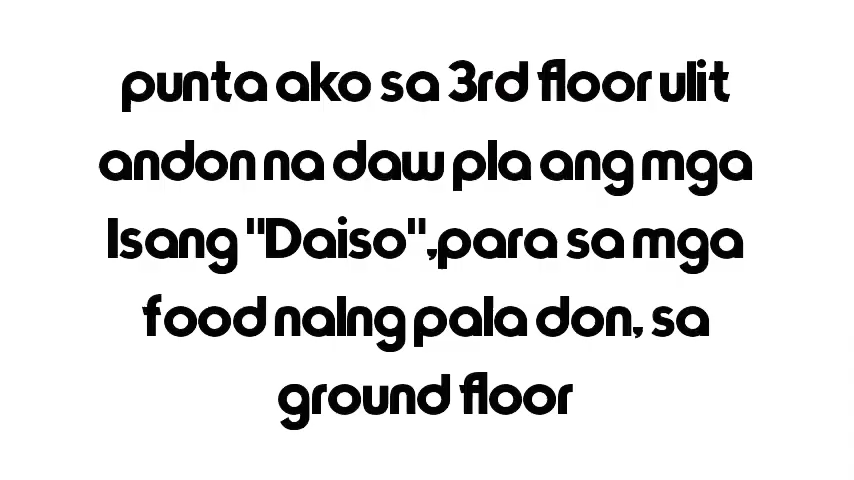 punta ako sa 3rd floor ulit
andon na daw pla ang mga
Isang "Daiso",para sa mga
food nalng pala don, sa
ground floor